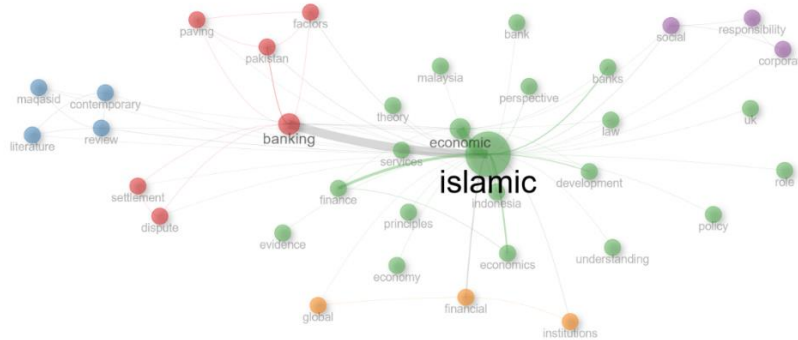 paving
factors
bank
social
responsibility
corpora
pakistan
malaysia
banks
maqasid
contemporary
perspective
theory
uk
literature
review
banking
economic
law
services
islamic
development
role
settlement
finance
indonesia
dispute
principles
policy
evidence
economy
economics
understanding
global
financial
institutions